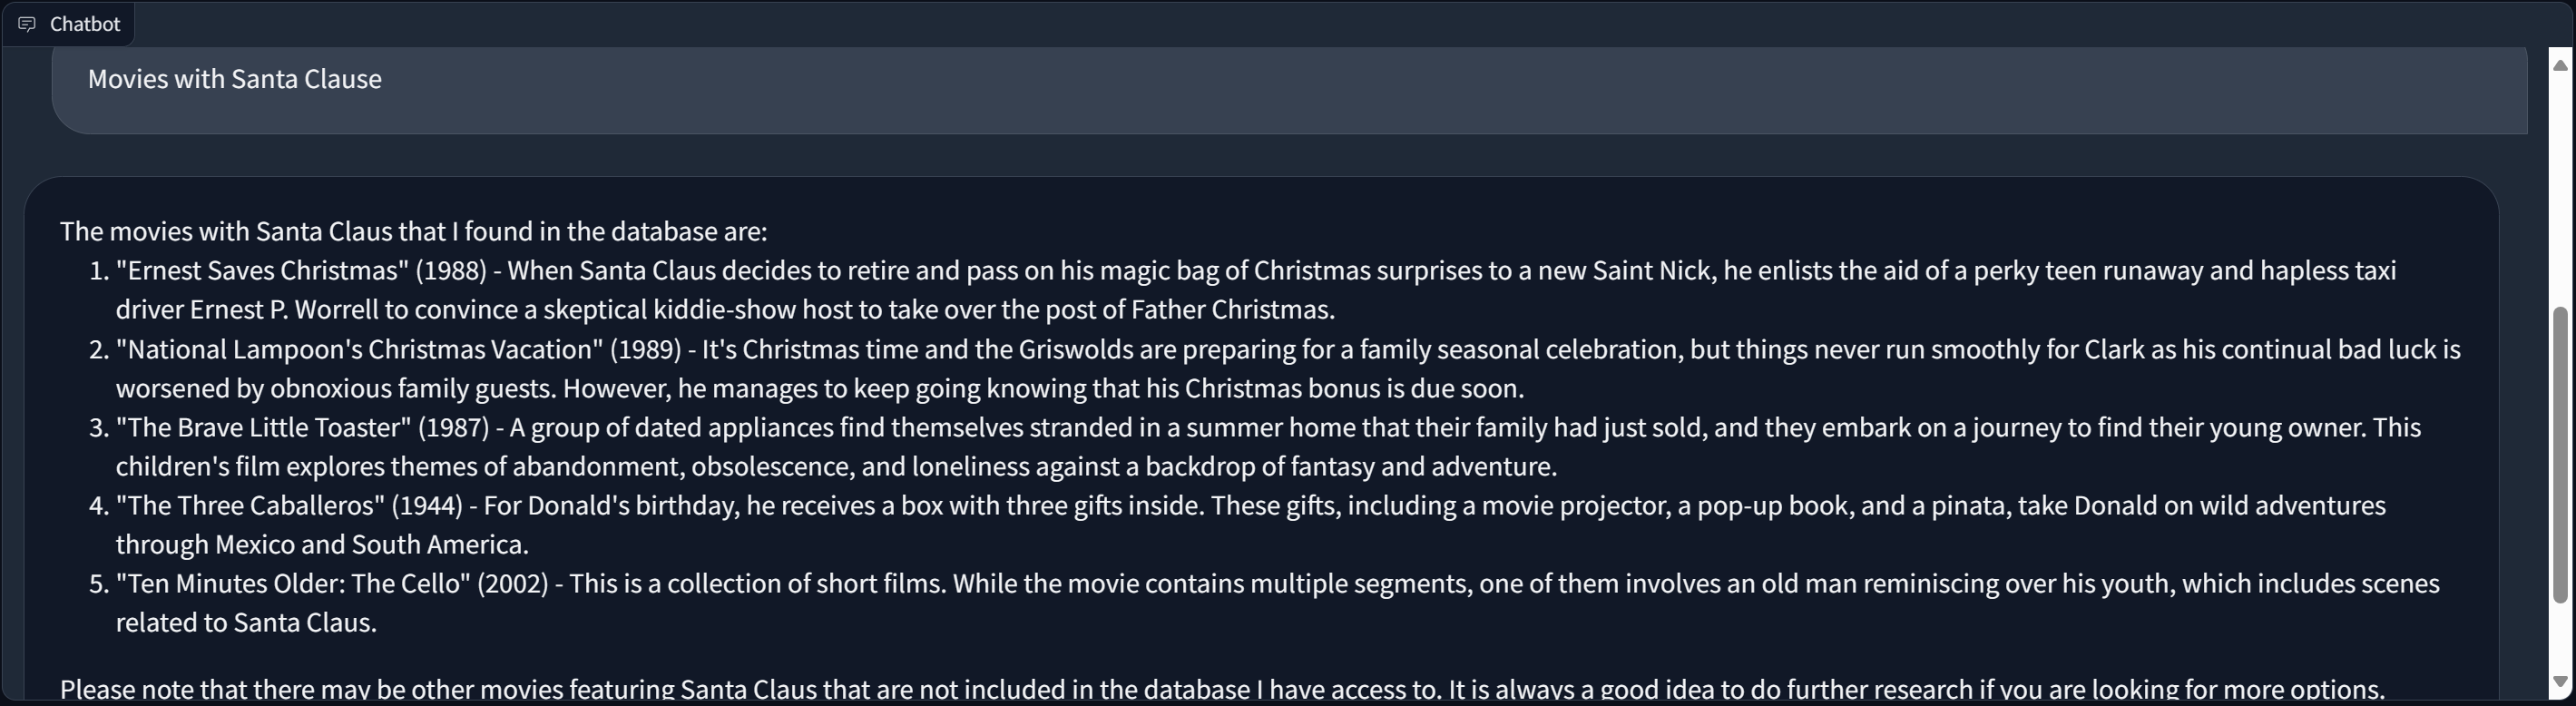 Chatbot
Movies with Santa Clause
The movies with Santa Claus that I found in the database are:
1. "Ernest Saves Christmas" (1988) - When Santa Claus decides to retire and pass on his magic bag of Christmas surprises to a new Saint Nick, he enlists the aid of a perky teen runaway and hapless taxi
driver Ernest P. Worrell to convince a skeptical kiddie-show host to take over the post of Father Christmas.
2. "National Lampoon's Christmas Vacation" (1989) - It's Christmas time and the Griswolds are preparing for a family seasonal celebration, but things never run smoothly for Clark as his continual bad luck is
worsened by obnoxious family guests. However, he manages to keep going knowing that his Christmas bonus is due soon.
3. "The Brave Little Toaster" (1987) - A group of dated appliances find themselves stranded in a summer home that their family had just sold, and they embark on a journey to find their young owner. This
children's film explores themes of abandonment, obsolescence, and loneliness against a backdrop of fantasy and adventure.
4. "The Three Caballeros" (1944) - For Donald's birthday, he receives a box with three gifts inside. These gifts, including a movie projector, a pop-up book, and a pinata, take Donald on wild adventures
through Mexico and South America.
5. "Ten Minutes Older: The Cello" (2002) - This is a collection of short films. While the movie contains multiple segments, one of them involves an old man reminiscing over his youth, which includes scenes
related to Santa Claus.
Please note that there may be other movies featuring Santa Claus that are not included in the database I have access to. It is always a good idea to do further research if you are looking for more options.